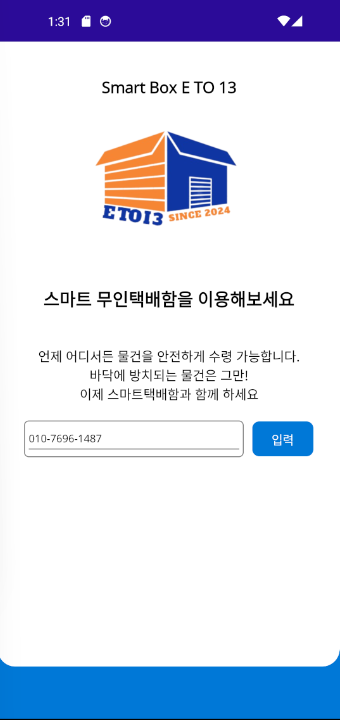 1:31
Smart Box E TO 13
ETO13 SINCE 2024
스마트 무인택배함을 이용해보세요
언제 어디서든 물건을 안전하게 수령 가능합니다.
바닥에 방치되는 물건은 그만!
이제 스마트택배함과 함께 하세요
010-7696-1487 입력